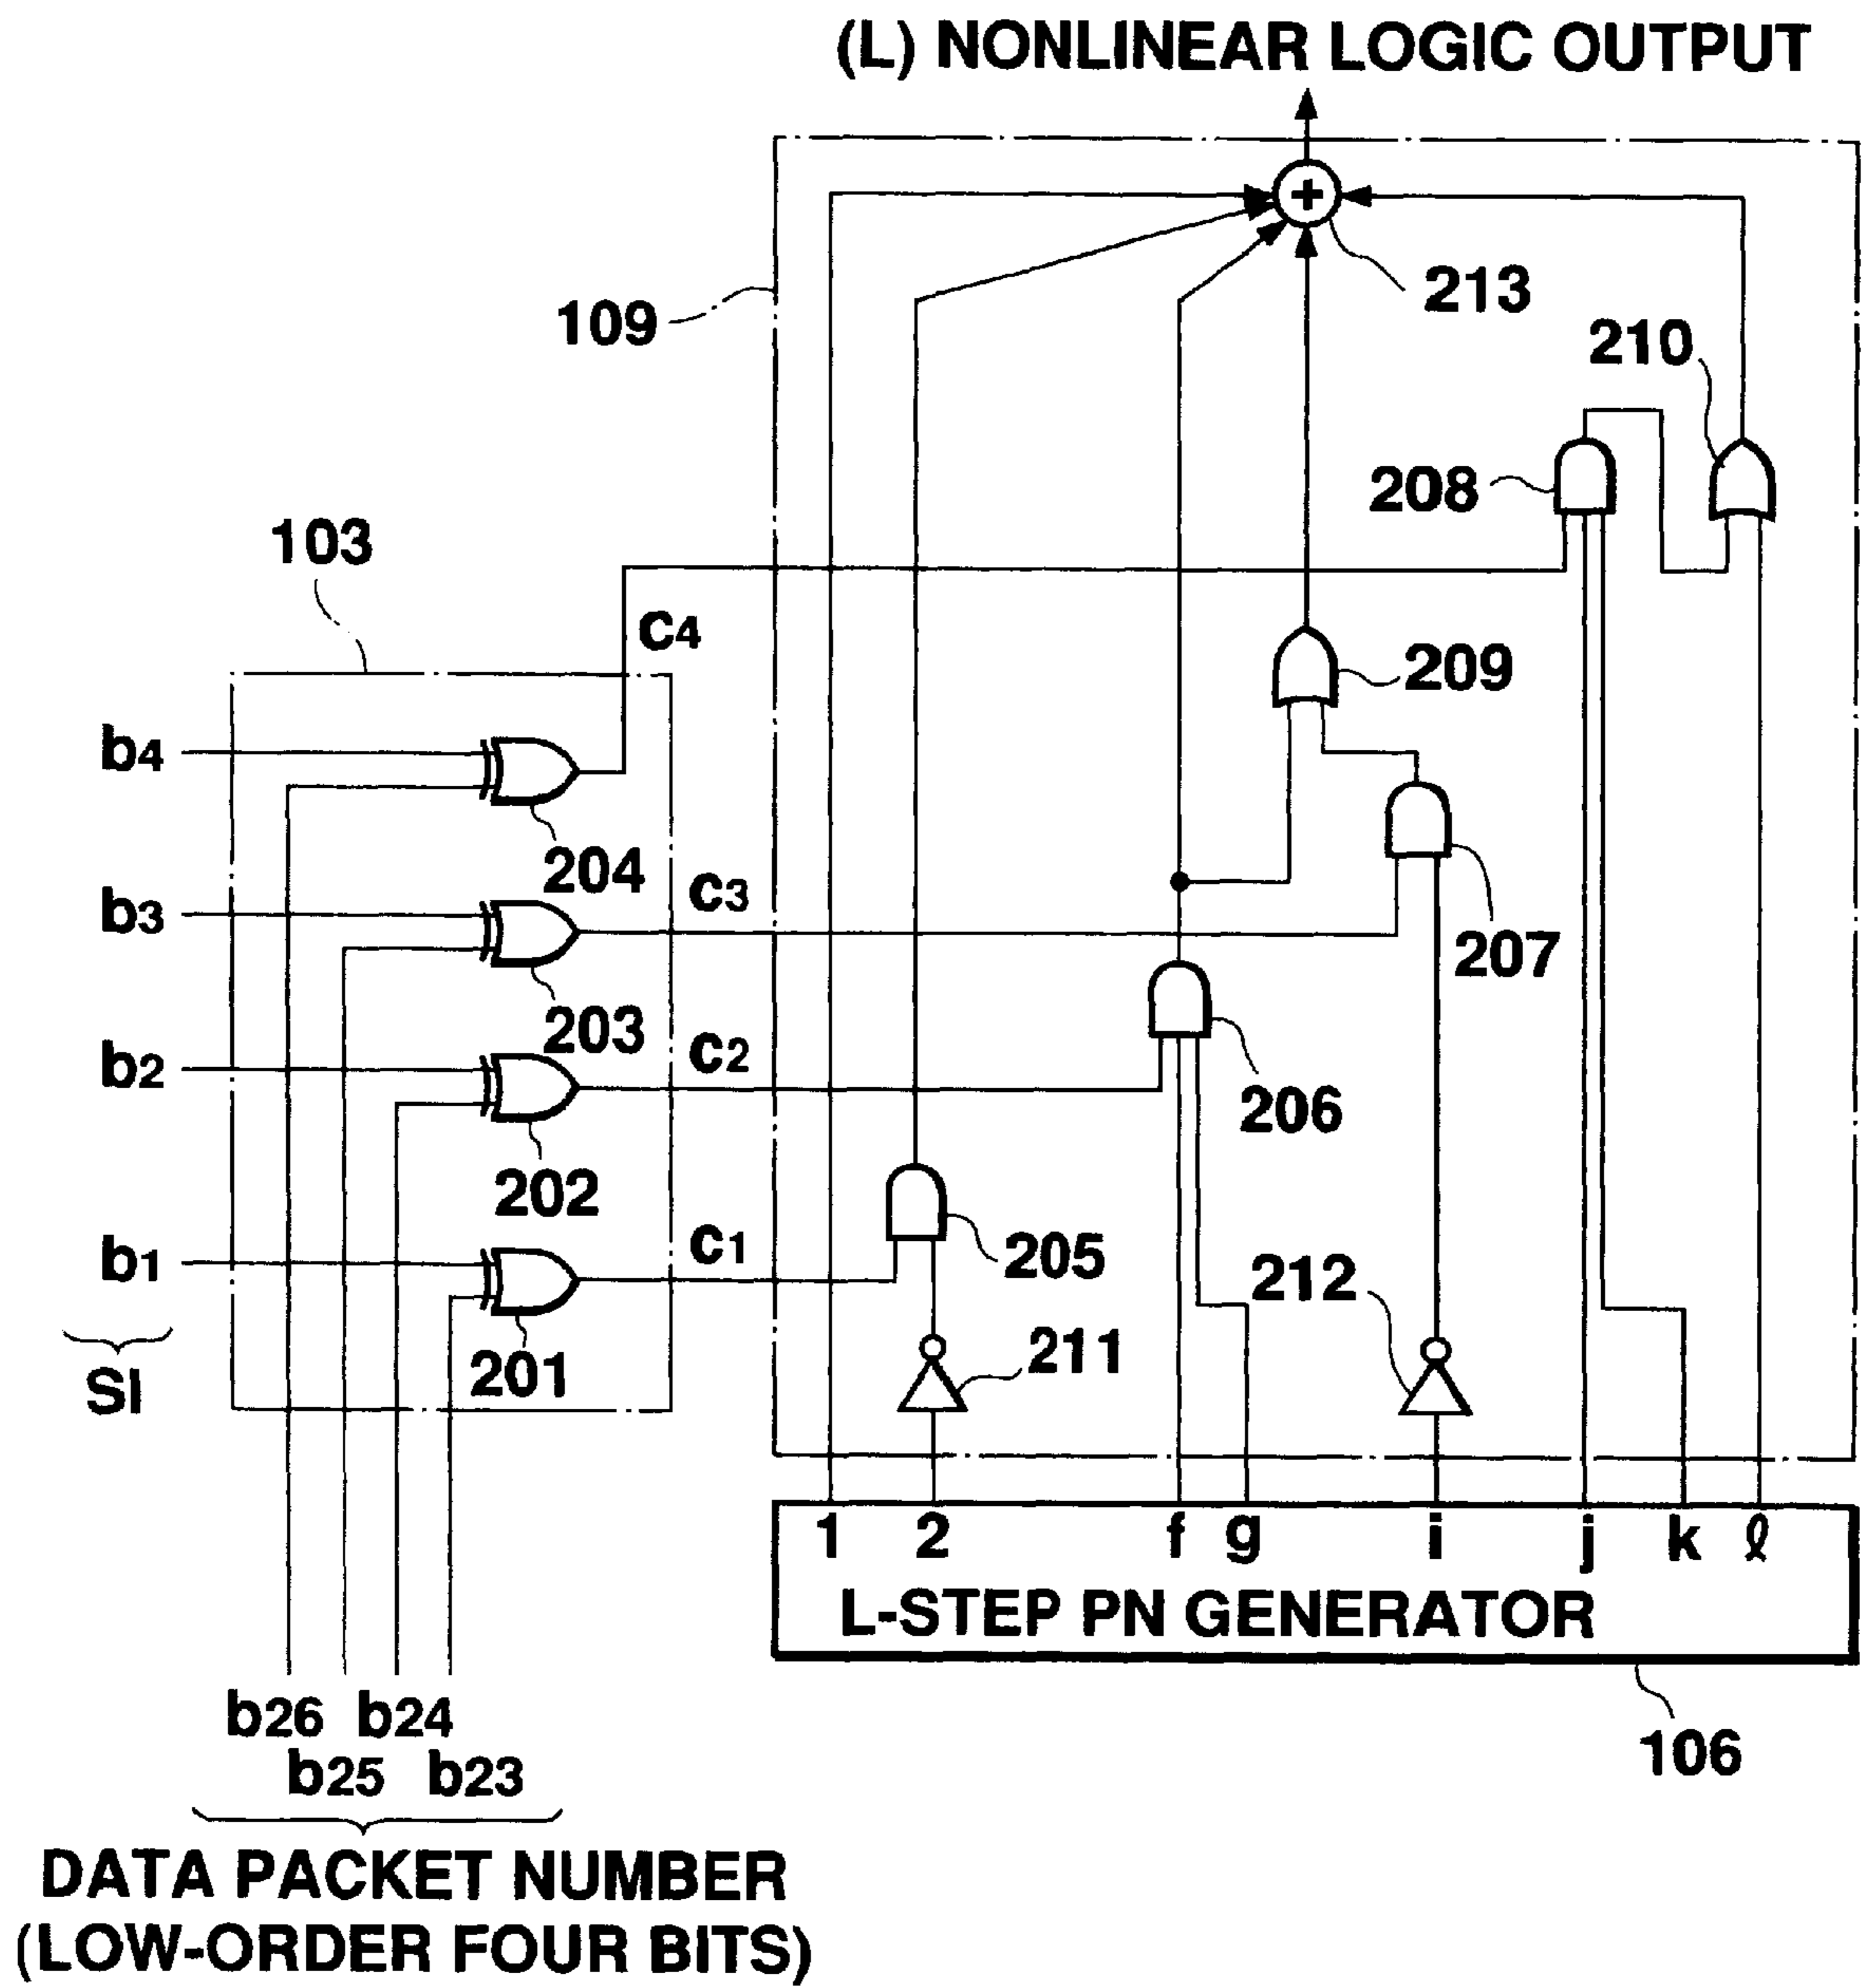 (L) NONLINEAR LOGIC OUTPUT
213
109
210
208
103
c4
209
b4
204
c3
b3
207
203
c2
b2
206
202
c1
b1
205
212
211
201
SI
1 2 f g i j k ℓ
L-STEP PN GENERATOR
b26 b24
b25 b23
106
DATA PACKET NUMBER
(LOW-ORDER FOUR BITS)